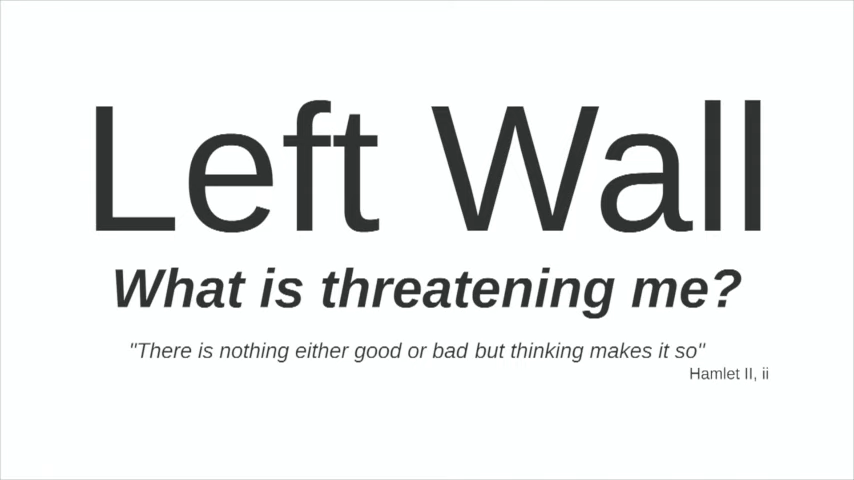 Left Wall
What is threatening me?
"There is nothing either good or bad but thinking makes it so"
Hamlet II, ii